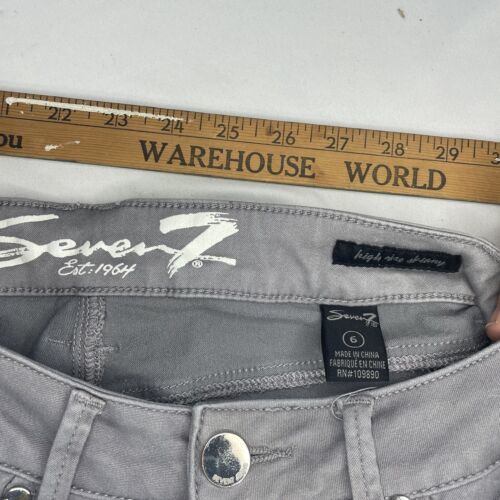 22 23 24 25 26 27 28 29
you WAREHOUSE WORLD
Seven7®
Est: 1964
high rise skinny
Seven7
6
MADE IN CHINA
FABRIQUÉ EN CHINE
RN#109890